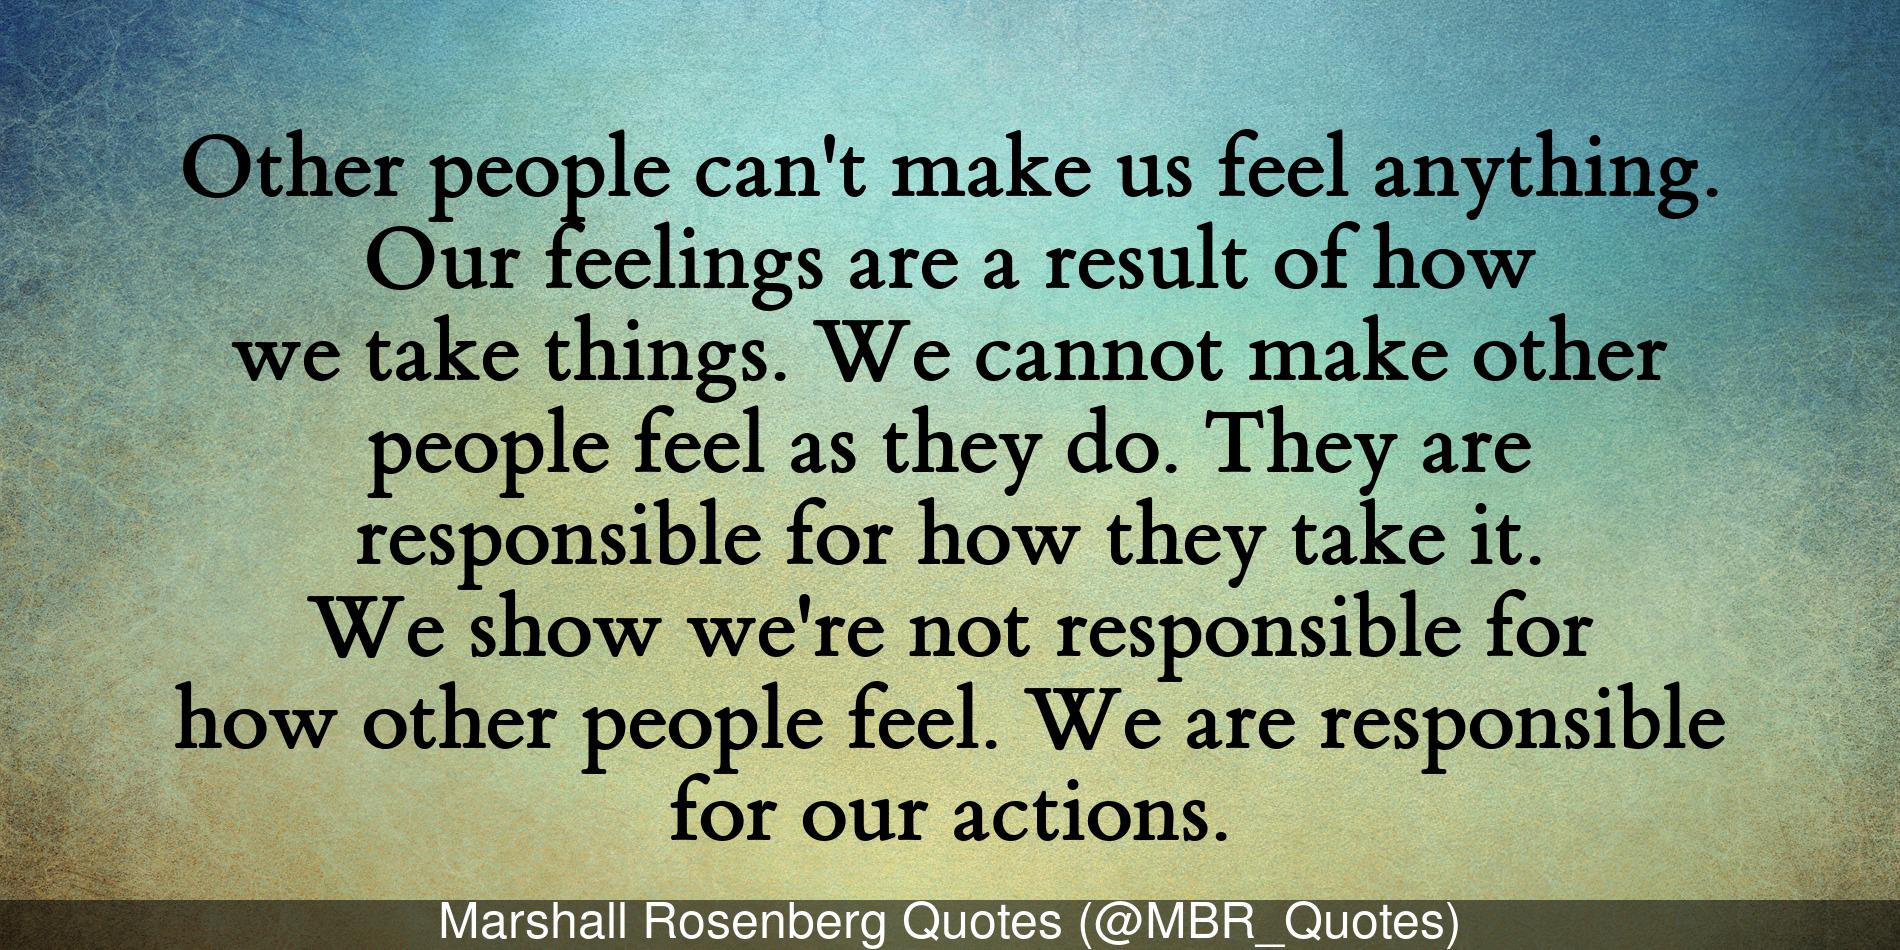 Other people can't make us feel anything.
Our feelings are a result of how
we take things. We cannot make other
people feel as they do. They are
responsible for how they take it.
We show we're not responsible for
how other people feel. We are responsible
for our actions.
Marshall Rosenberg Quotes (@MBR_Quotes)